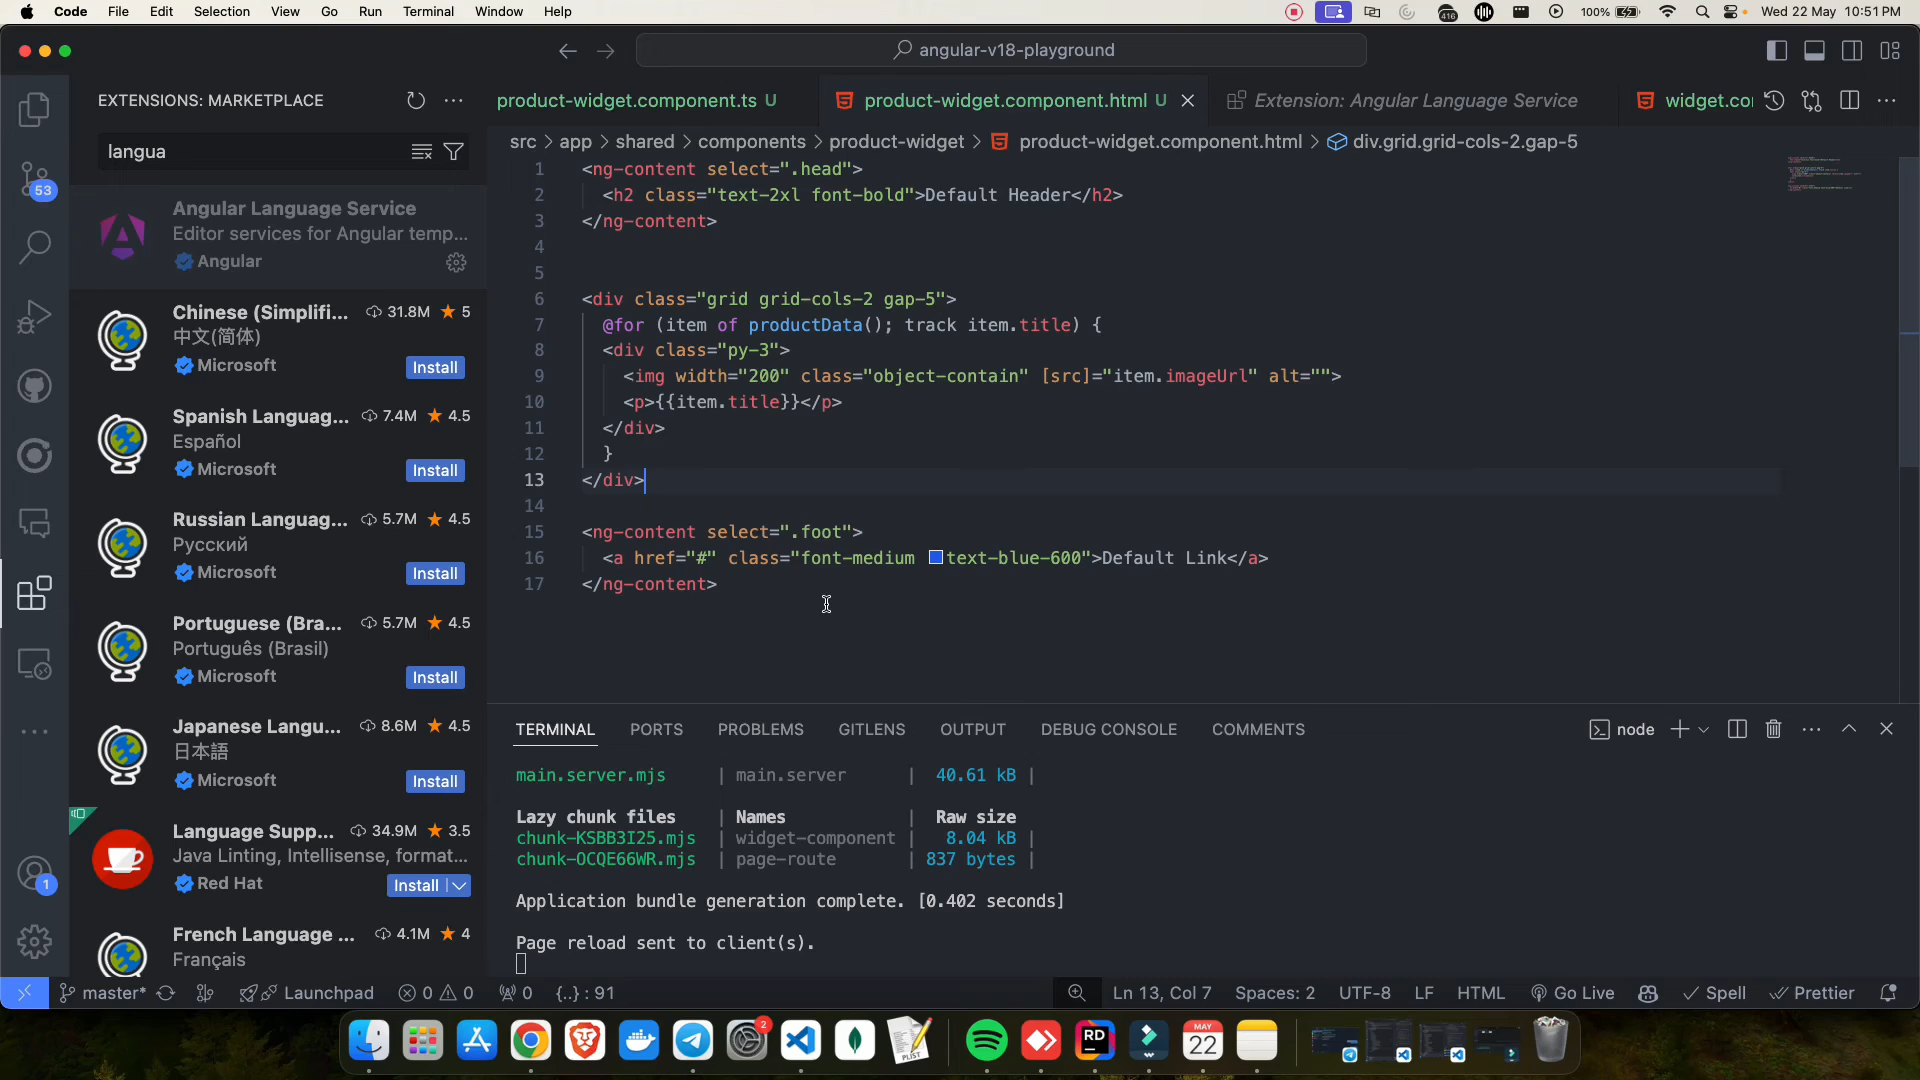 Code File Edit Selection View Go Run Terminal Window Help 416 100% Wed 22 May 10:51 PM
angular-v18-playground
EXTENSIONS: MARKETPLACE
langua
53
Angular Language Service
Editor services for Angular temp...
Angular
Chinese (Simplifi... 31.8M 5
中文(简体)
Microsoft Install
Spanish Languag... 7.4M 4.5
Español
Microsoft Install
Russian Languag... 5.7M 4.5
Русский
Microsoft Install
Portuguese (Bra... 5.7M 4.5
Português (Brasil)
Microsoft Install
Japanese Langu... 8.6M 4.5
日本語
Microsoft Install
Language Supp... 34.9M 3.5
Java Linting, Intellisense, format...
Red Hat Install
1
French Language ... 4.1M 4
Français
product-widget.component.ts U product-widget.component.html U Extension: Angular Language Service widget.co
src > app > shared > components > product-widget > product-widget.component.html > div.grid.grid-cols-2.gap-5
1 <ng-content select=".head">
2 <h2 class="text-2xl font-bold">Default Header</h2>
3 </ng-content>
4
5
6 <div class="grid grid-cols-2 gap-5">
7 @for (item of productData(); track item.title) {
8 <div class="py-3">
9 <img width="200" class="object-contain" [src]="item.imageUrl" alt="">
10 <p>{{item.title}}</p>
11 </div>
12 }
13 </div>
14
15 <ng-content select=".foot">
16 <a href="#" class="font-medium text-blue-600">Default Link</a>
17 </ng-content>
TERMINAL PORTS PROBLEMS GITLENS OUTPUT DEBUG CONSOLE COMMENTS node
main.server.mjs | main.server | 40.61 kB |
Lazy chunk files | Names | Raw size
chunk-KSBB3I25.mjs | widget-component | 8.04 kB |
chunk-OCQE66WR.mjs | page-route | 837 bytes |
Application bundle generation complete. [0.402 seconds]
Page reload sent to client(s).
master* Launchpad 0 0 0 {..} : 91 Ln 13, Col 7 Spaces: 2 UTF-8 LF HTML Go Live Spell Prettier
2
PLIST
RD
MAY
22